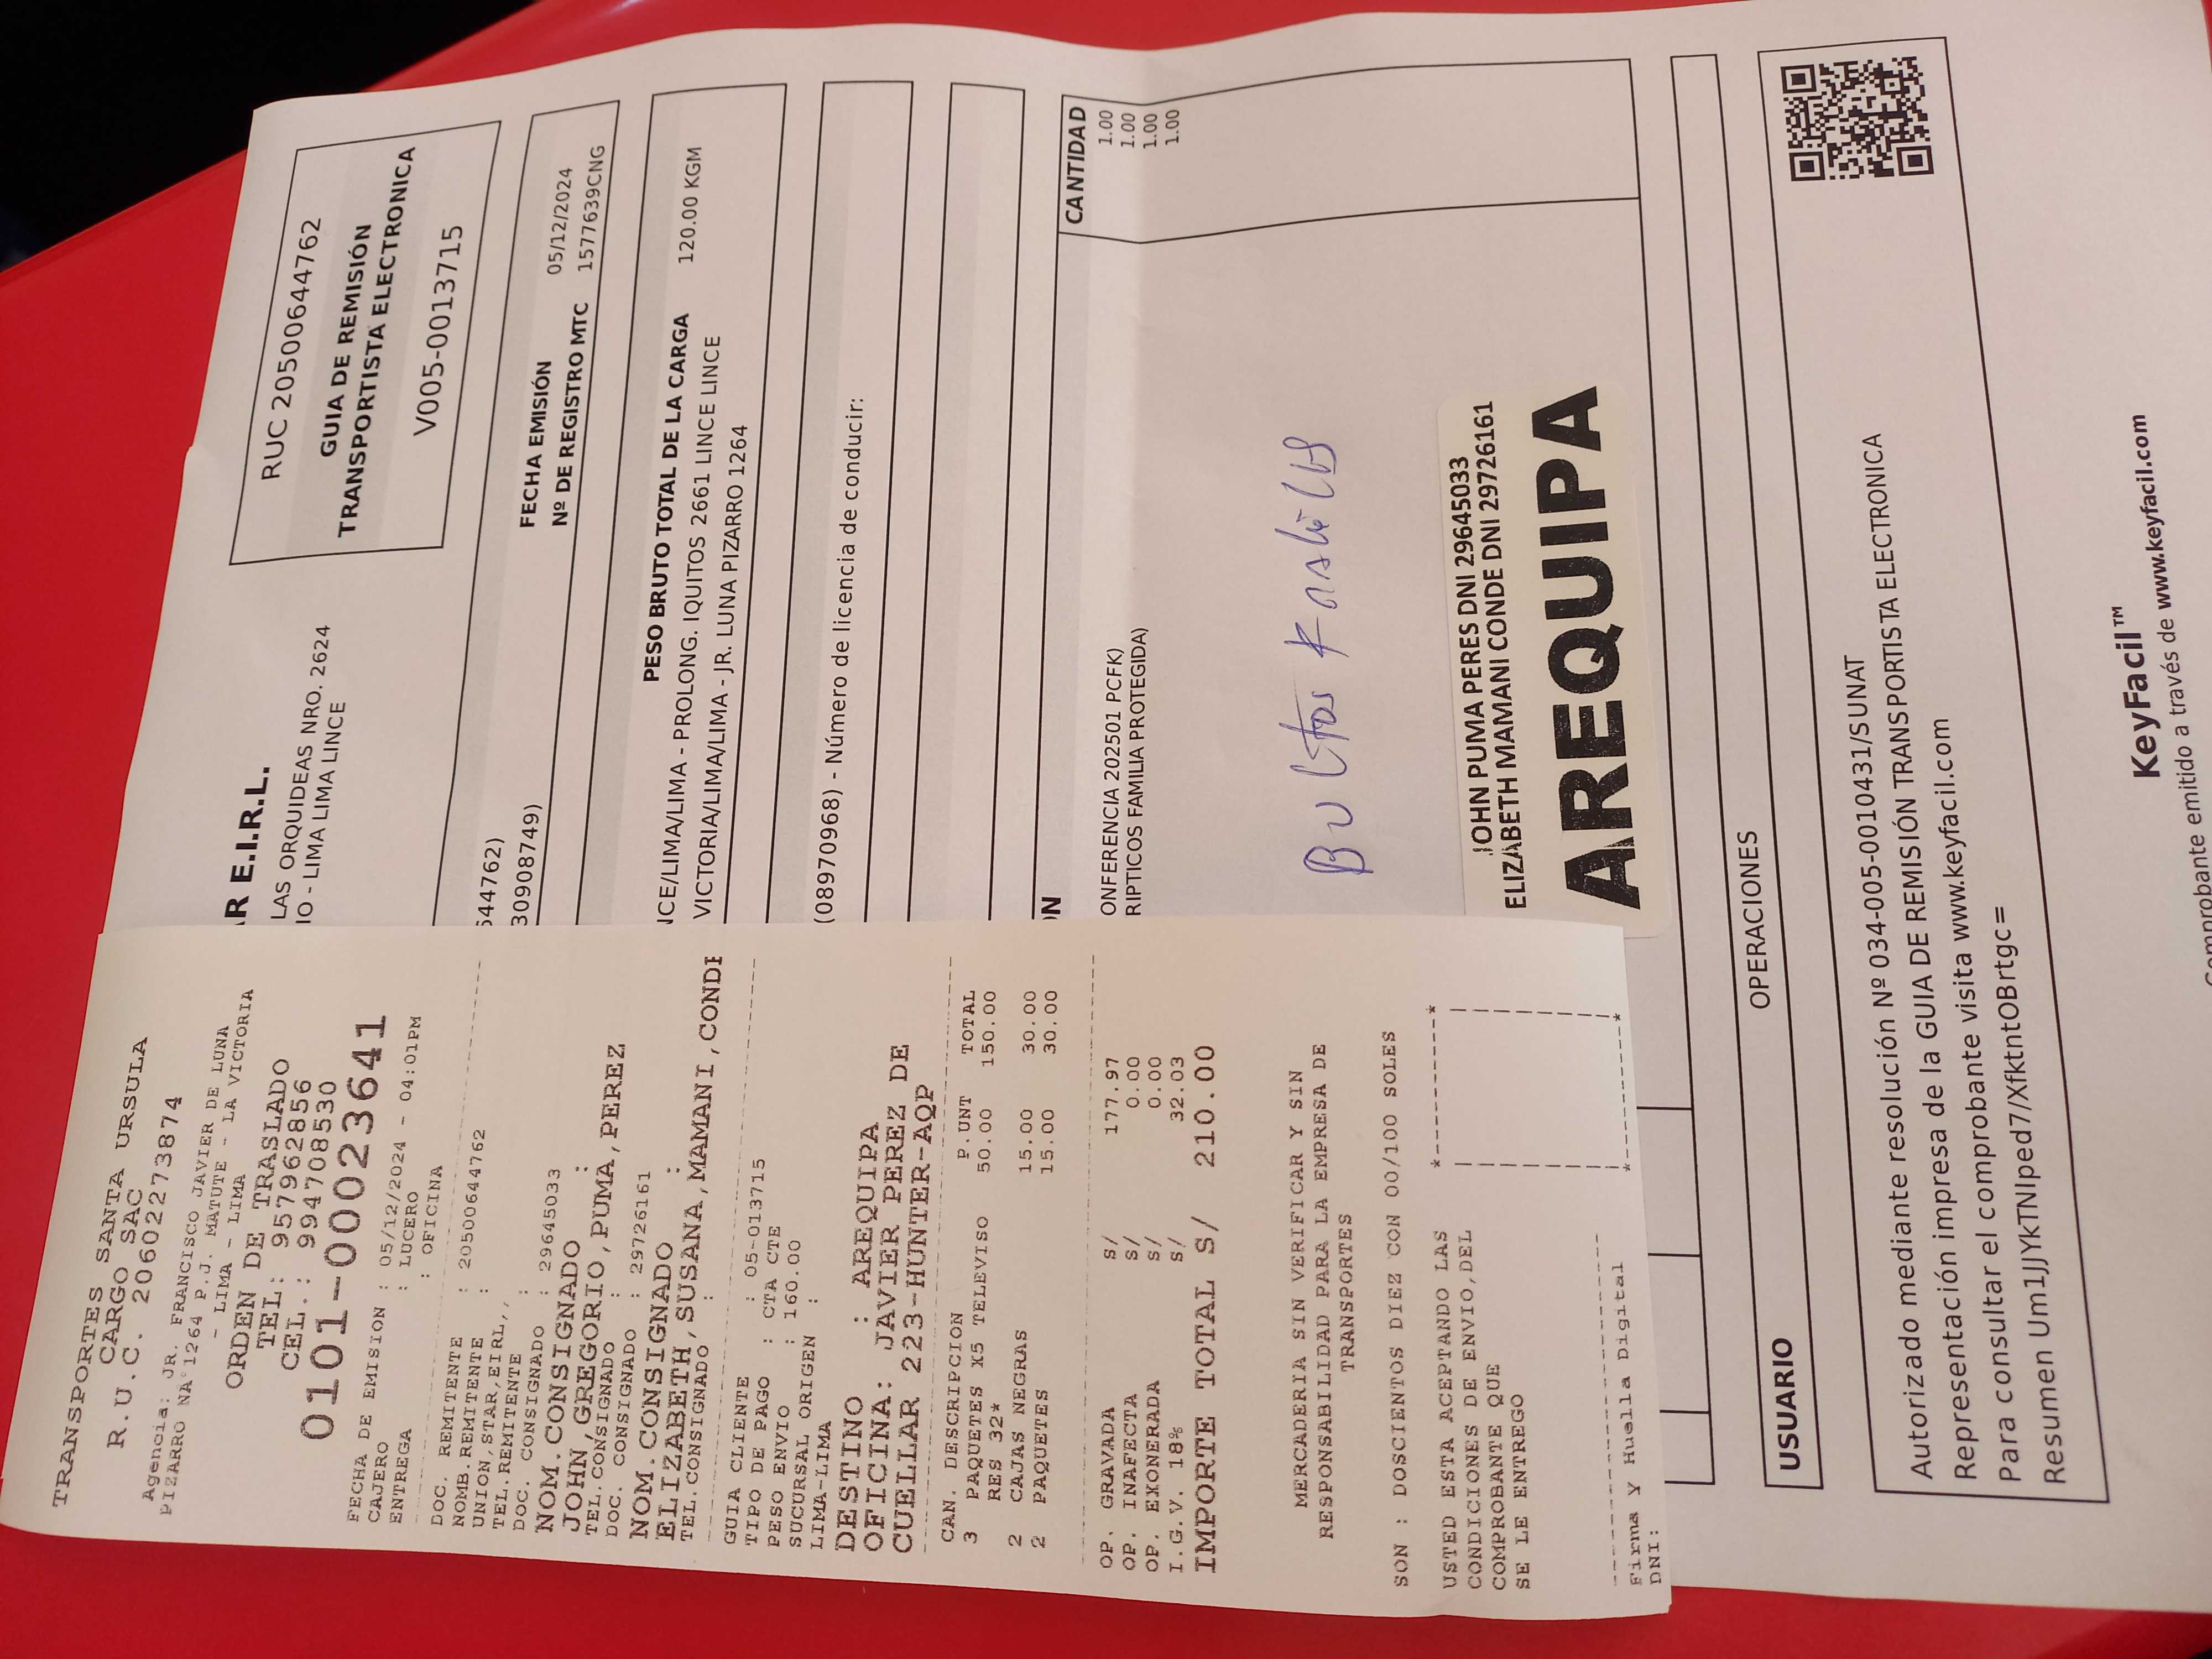 TRANSPORTES SANTA URSULA
CARGO SAC
R.U.C. 20602273874
Agencia: JR. FRANCISCO JAVIER DE LUNA
PIZARRO NA°1264 P.J. MATUTE - LA VICTORIA
- LIMA - LIMA
ORDEN DE TRASLADO
TEL: 957962856
CEL.: 994708530
0101-00023641
FECHA DE EMISION : 05/12/2024 - 04:01PM
CAJERO : LUCERO
ENTREGA : OFICINA
DOC. REMITENTE : 20500644762
NOMB.REMITENTE :
UNION,STAR,EIRL,,
TEL.REMITENTE :
DOC. CONSIGNADO : 29645033
NOM.CONSIGNADO :
JOHN,GREGORIO,PUMA,PEREZ
TEL.CONSIGNADO :
DOC. CONSIGNADO : 29726161
NOM.CONSIGNADO :
ELIZABETH,SUSANA,MAMANI,CONDE
TEL.CONSIGNADO :
GUIA CLIENTE : 05-013715
TIPO DE PAGO : CTA CTE
PESO ENVIO : 160.00
SUCURSAL ORIGEN :
LIMA-LIMA
DESTINO : AREQUIPA
OFICINA: JAVIER PEREZ DE
CUELLAR 223-HUNTER-AQP
CAN. DESCRIPCION P.UNT TOTAL
3 PAQUETES X5 TELEVISO 50.00 150.00
RES 32*
2 CAJAS NEGRAS 15.00 30.00
2 PAQUETES 15.00 30.00
OP. GRAVADA S/ 177.97
OP. INAFECTA S/ 0.00
OP. EXONERADA S/ 0.00
I.G.V. 18% S/ 32.03
IMPORTE TOTAL S/ 210.00
MERCADERIA SIN VERIFICAR Y SIN
RESPONSABILIDAD PARA LA EMPRESA DE
TRANSPORTES
SON : DOSCIENTOS DIEZ CON 00/100 SOLES
USTED ESTA ACEPTANDO LAS
CONDICIONES DE ENVIO,DEL
COMPROBANTE QUE
SE LE ENTREGO
Firma Y Huella Digital
DNI:
AR E.I.R.L.
LAS ORQUIDEAS NRO. 2624
IO - LIMA LIMA LINCE
RUC 20500644762
GUIA DE REMISIÓN
TRANSPORTISTA ELECTRONICA
V005-0013715
644762)
30908749)
FECHA EMISIÓN 05/12/2024
Nº DE REGISTRO MTC 1577639CNG
PESO BRUTO TOTAL DE LA CARGA 120.00 KGM
NCE/LIMA/LIMA - PROLONG. IQUITOS 2661 LINCE LINCE
VICTORIA/LIMA/LIMA - JR. LUNA PIZARRO 1264
(08970968) - Número de licencia de conducir:
ON CANTIDAD
1.00
1.00
1.00
1.00
ONFERENCIA 202501 PCFK)
RIPTICOS FAMILIA PROTEGIDA)
Bultos
JOHN PUMA PERES DNI 29645033
ELIZABETH MAMANI CONDE DNI 29726161
AREQUIPA
OPERACIONES
USUARIO
Autorizado mediante resolución Nº 034-005-0010431/SUNAT
Representación impresa de la GUIA DE REMISIÓN TRANSPORTISTA ELECTRONICA
Para consultar el comprobante visita www.keyfacil.com
Resumen Um1JJYkTNIped7/XfktntOBrtgc=
KeyFacil™
Comprobante emitido a través de www.keyfacil.com